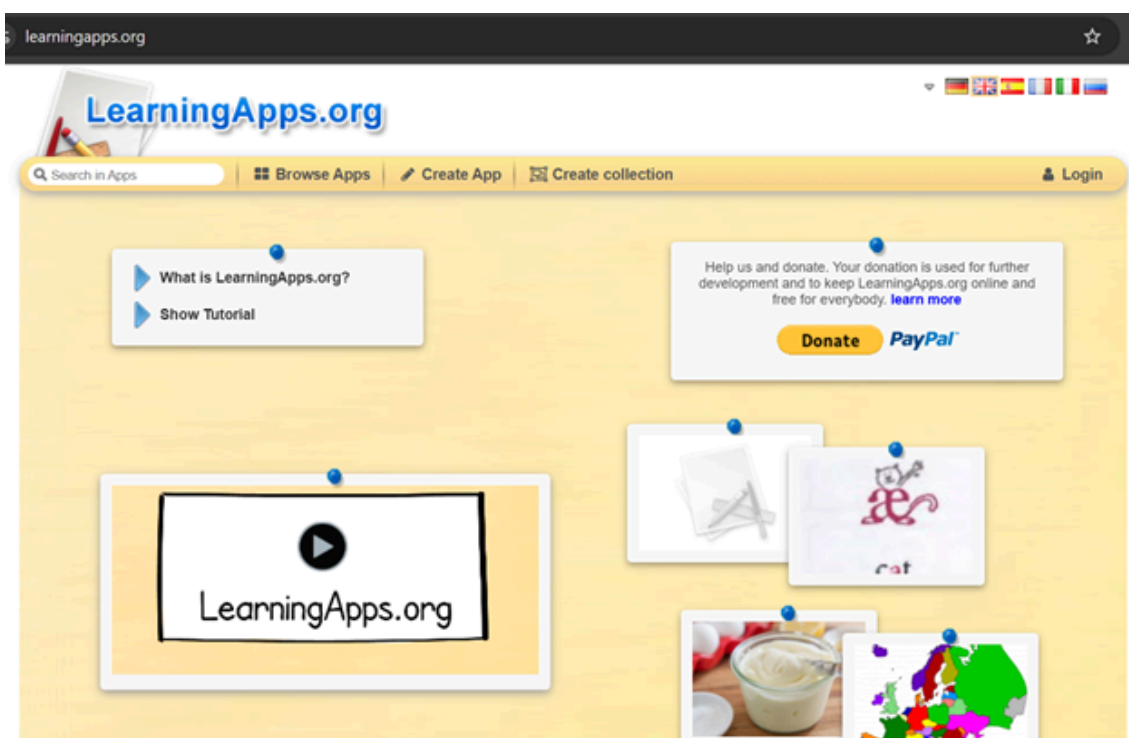 learningapps.org
LearningApps.org
Search in Apps
Browse Apps
Create App
Create collection
Login
What is LearningApps.org?
Show Tutorial
Help us and donate. Your donation is used for further
development and to keep LearningApps.org online and
free for everybody. learn more
Donate PayPal
æ
cat
LearningApps.org